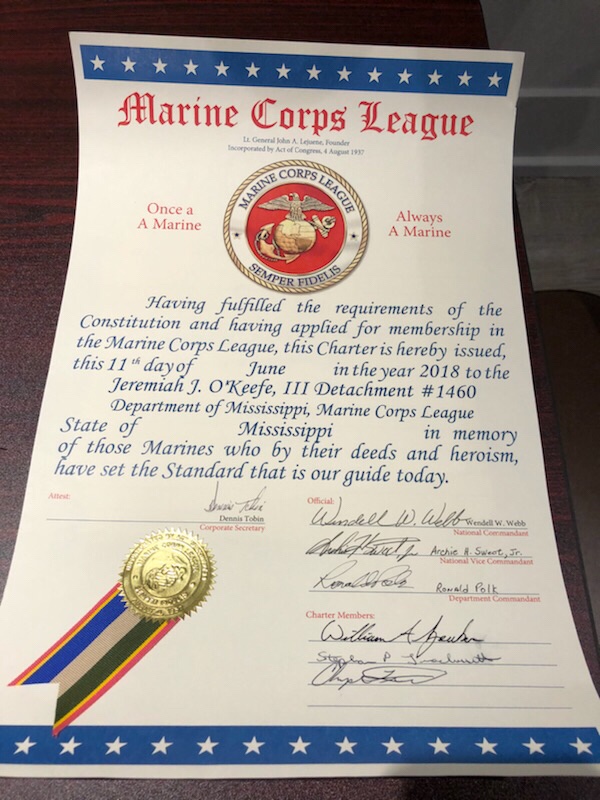 Marine Corps League
Lt. General John A. Lejeune, Founder
Incorporated by Act of Congress, 4 August 1937
MARINE CORPS LEAGUE
SEMPER FIDELIS
Once a
A Marine
Always
A Marine
Having fulfilled the requirements of the
Constitution and having applied for membership in
the Marine Corps League, this Charter is hereby issued,
this 11th day of June in the year 2018 to the
Jeremiah J. O'Keefe, III Detachment #1460
Department of Mississippi, Marine Corps League
State of Mississippi in memory
of those Marines who by their deeds and heroism,
have set the Standard that is our guide today.
Attest:
Dennis Tobin
Dennis Tobin
Corporate Secretary
Official:
Wendell W. Webb Wendell W. Webb
National Commandant
Archie H. Sweet, Jr.
National Vice Commandant
Ronald Polk
Department Commandant
Charter Members:
William A.
Stephen P.